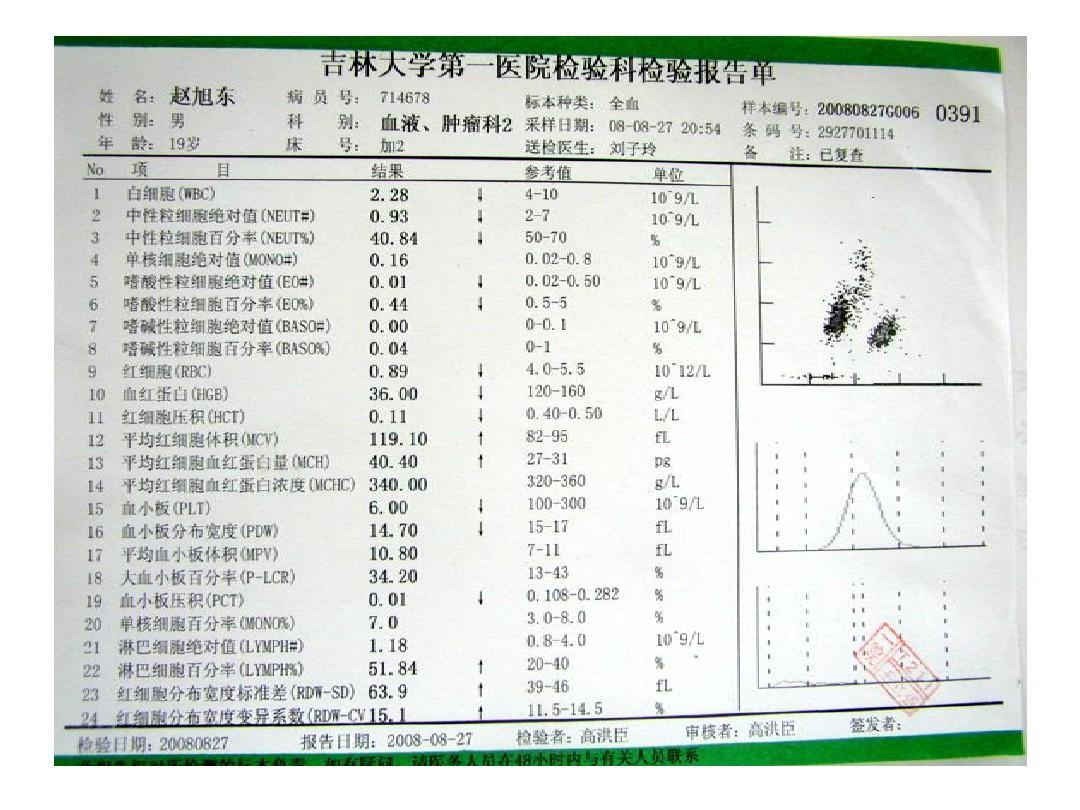 吉林大学第一医院检验科检验报告单
姓 名: 赵旭东 病 员 号: 714678 标本种类: 全血 样本编号: 20080827G006 0391
性 别: 男 科 别: 血液、肿瘤科2 采样日期: 08-08-27 20:54 条 码 号: 2927701114
年 龄: 19岁 床 号: 加2 送检医生: 刘子玲 备 注: 已复查
No 项 目 结果 参考值 单位
1 白细胞(WBC) 2.28 ↓ 4-10 10^9/L
2 中性粒细胞绝对值(NEUT#) 0.93 ↓ 2-7 10^9/L
3 中性粒细胞百分率(NEUT%) 40.84 ↓ 50-70 %
4 单核细胞绝对值(MONO#) 0.16 0.02-0.8 10^9/L
5 嗜酸性粒细胞绝对值(EO#) 0.01 ↓ 0.02-0.50 10^9/L
6 嗜酸性粒细胞百分率(EO%) 0.44 ↓ 0.5-5 %
7 嗜碱性粒细胞绝对值(BASO#) 0.00 0-0.1 10^9/L
8 嗜碱性粒细胞百分率(BASO%) 0.04 0-1 %
9 红细胞(RBC) 0.89 ↓ 4.0-5.5 10^12/L
10 血红蛋白(HGB) 36.00 ↓ 120-160 g/L
11 红细胞压积(HCT) 0.11 ↓ 0.40-0.50 L/L
12 平均红细胞体积(MCV) 119.10 ↑ 82-95 fL
13 平均红细胞血红蛋白量(MCH) 40.40 ↑ 27-31 pg
14 平均红细胞血红蛋白浓度(MCHC) 340.00 320-360 g/L
15 血小板(PLT) 6.00 ↓ 100-300 10^9/L
16 血小板分布宽度(PDW) 14.70 ↓ 15-17 fL
17 平均血小板体积(MPV) 10.80 7-11 fL
18 大血小板百分率(P-LCR) 34.20 13-43 %
19 血小板压积(PCT) 0.01 ↓ 0.108-0.282 %
20 单核细胞百分率(MONO%) 7.0 3.0-8.0 %
21 淋巴细胞绝对值(LYMPH#) 1.18 0.8-4.0 10^9/L
22 淋巴细胞百分率(LYMPH%) 51.84 ↑ 20-40 %
23 红细胞分布宽度标准差(RDW-SD) 63.9 ↑ 39-46 fL
24 红细胞分布宽度变异系数(RDW-CV 15.1 ↑ 11.5-14.5 %
检验日期: 20080827 报告日期: 2008-08-27 检验者: 高洪臣 审核者: 高洪臣 签发者:
如有疑问, 请医务人员在48小时内与有关人员联系